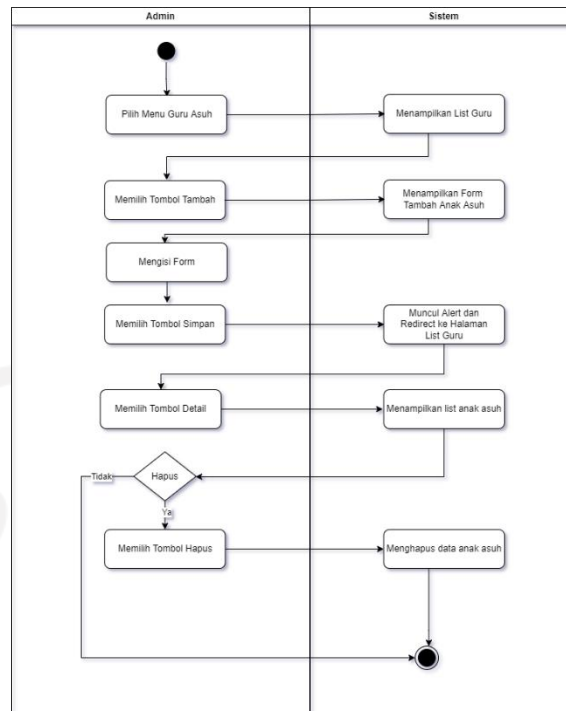 Admin
Sistem
Pilih Menu Guru Asuh
Menampilkan List Guru
Memilih Tombol Tambah
Menampilkan Form
Tambah Anak Asuh
Mengisi Form
Memilih Tombol Simpan
Muncul Alert dan
Redirect ke Halaman
List Guru
Memilih Tombol Detail
Menampilkan list anak asuh
Hapus
Tidak
Ya
Memilih Tombol Hapus
Menghapus data anak asuh